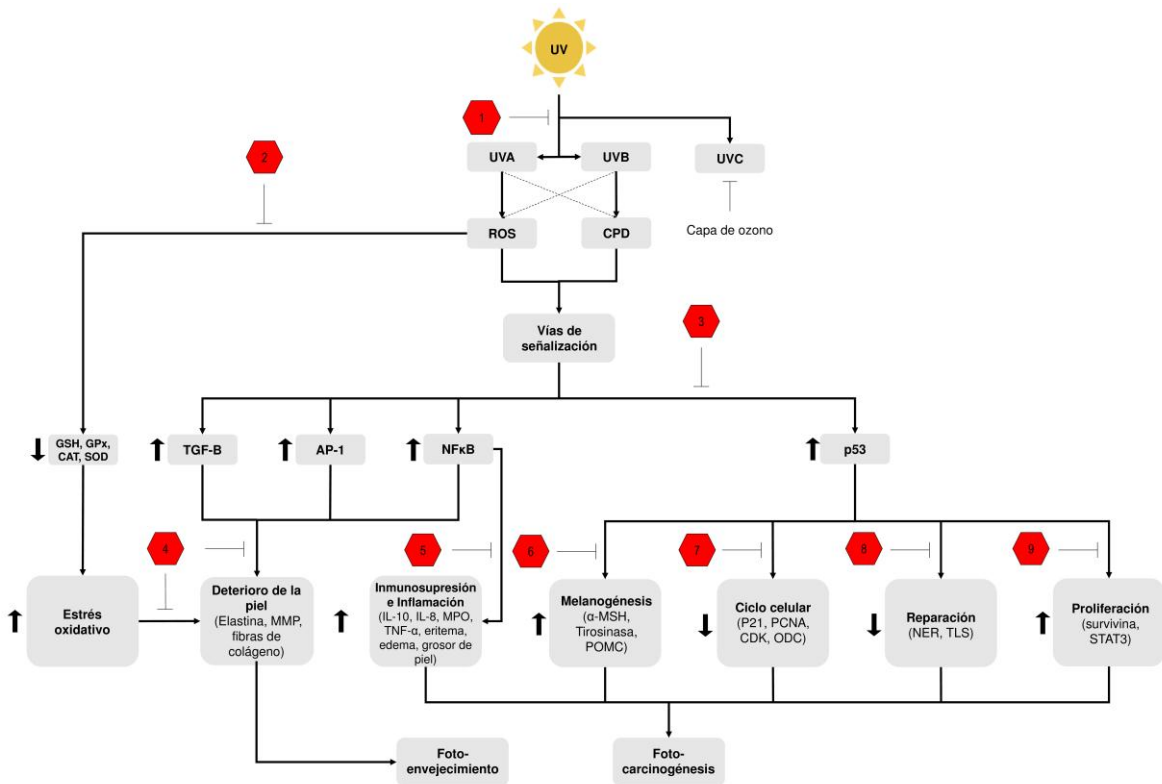 UV
1
2
UVA
UVB
UVC
ROS
CPD
Capa de ozono
3
Vías de
señalización
GSH, GPx,
CAT, SOD
TGF-B
AP-1
NFκB
p53
4
5
6
7
8
9
Estrés
oxidativo
Deterioro de la
piel
(Elastina, MMP,
fibras de
colágeno)
Inmunosupresión
e Inflamación
(IL-10, IL-8, MPO,
TNF-α, eritema,
edema, grosor de
piel)
Melanogénesis
(α-MSH,
Tirosinasa,
POMC)
Ciclo celular
(P21, PCNA,
CDK, ODC)
Reparación
(NER, TLS)
Proliferación
(survivina,
STAT3)
Foto-
envejecimiento
Foto-
carcinogénesis